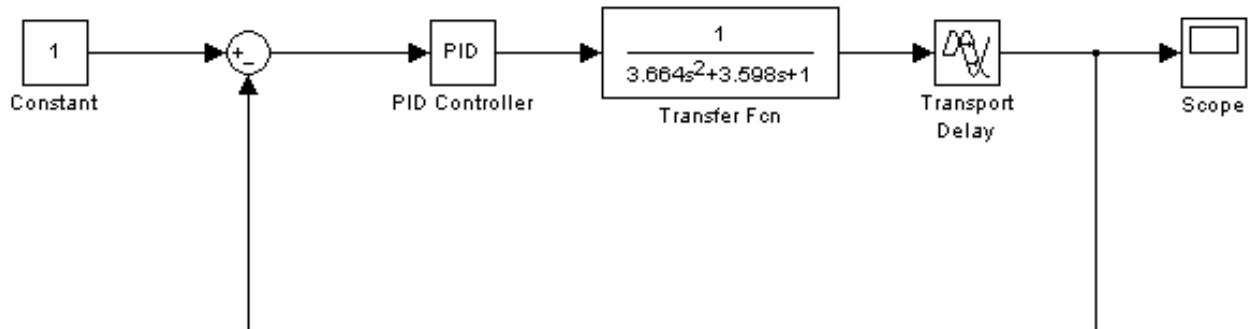 1
Constant
+
−
PID
PID Controller
1
3.664s²+3.598s+1
Transfer Fcn
Transport
Delay
Scope